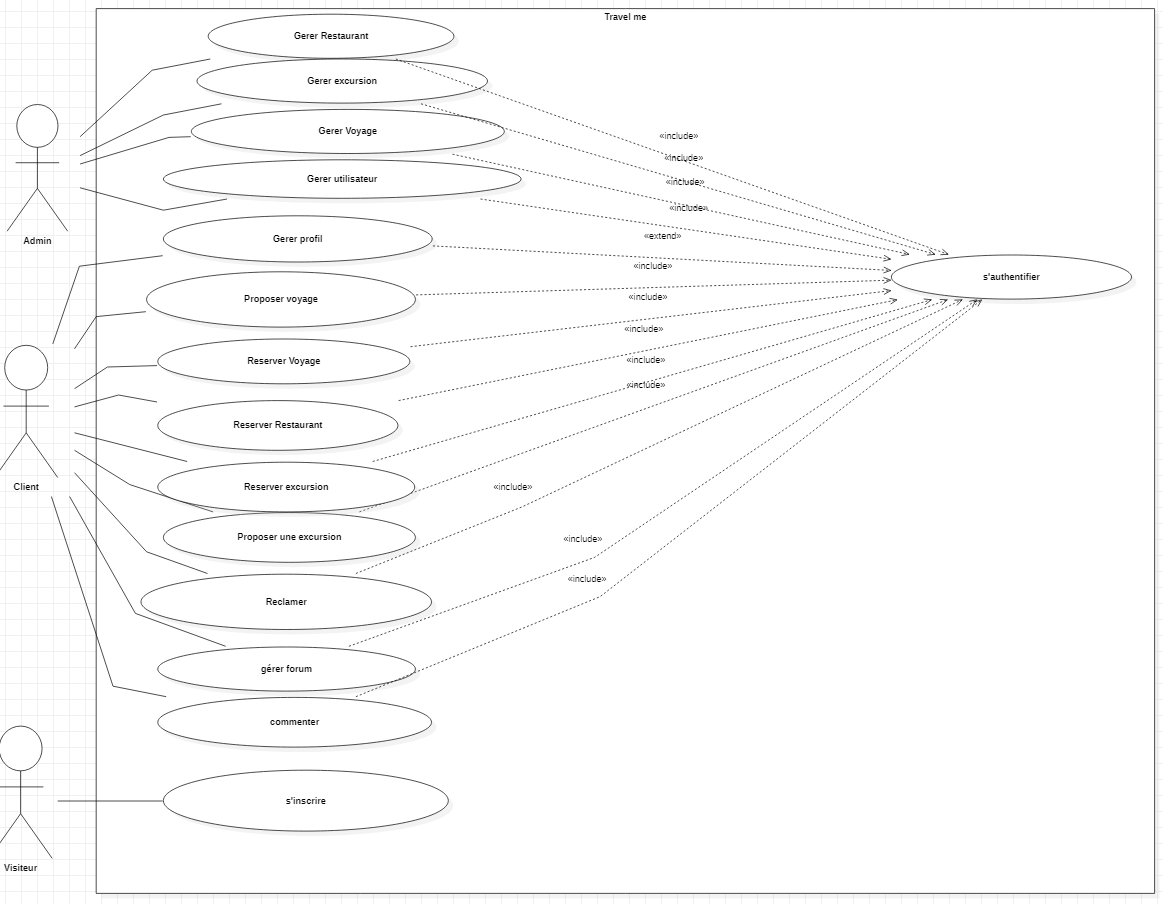 Travel me
Gerer Restaurant
Gerer excursion
Gerer Voyage
Gerer utilisateur
Gerer profil
Proposer voyage
Reserver Voyage
Reserver Restaurant
Reserver excursion
Proposer une excursion
Reclamer
gérer forum
commenter
s'inscrire
Admin
Client
Visiteur
«include»
«include»
«include»
«include»
«extend»
«include»
«include»
«include»
«include»
«include»
«include»
«include»
«include»
s'authentifier